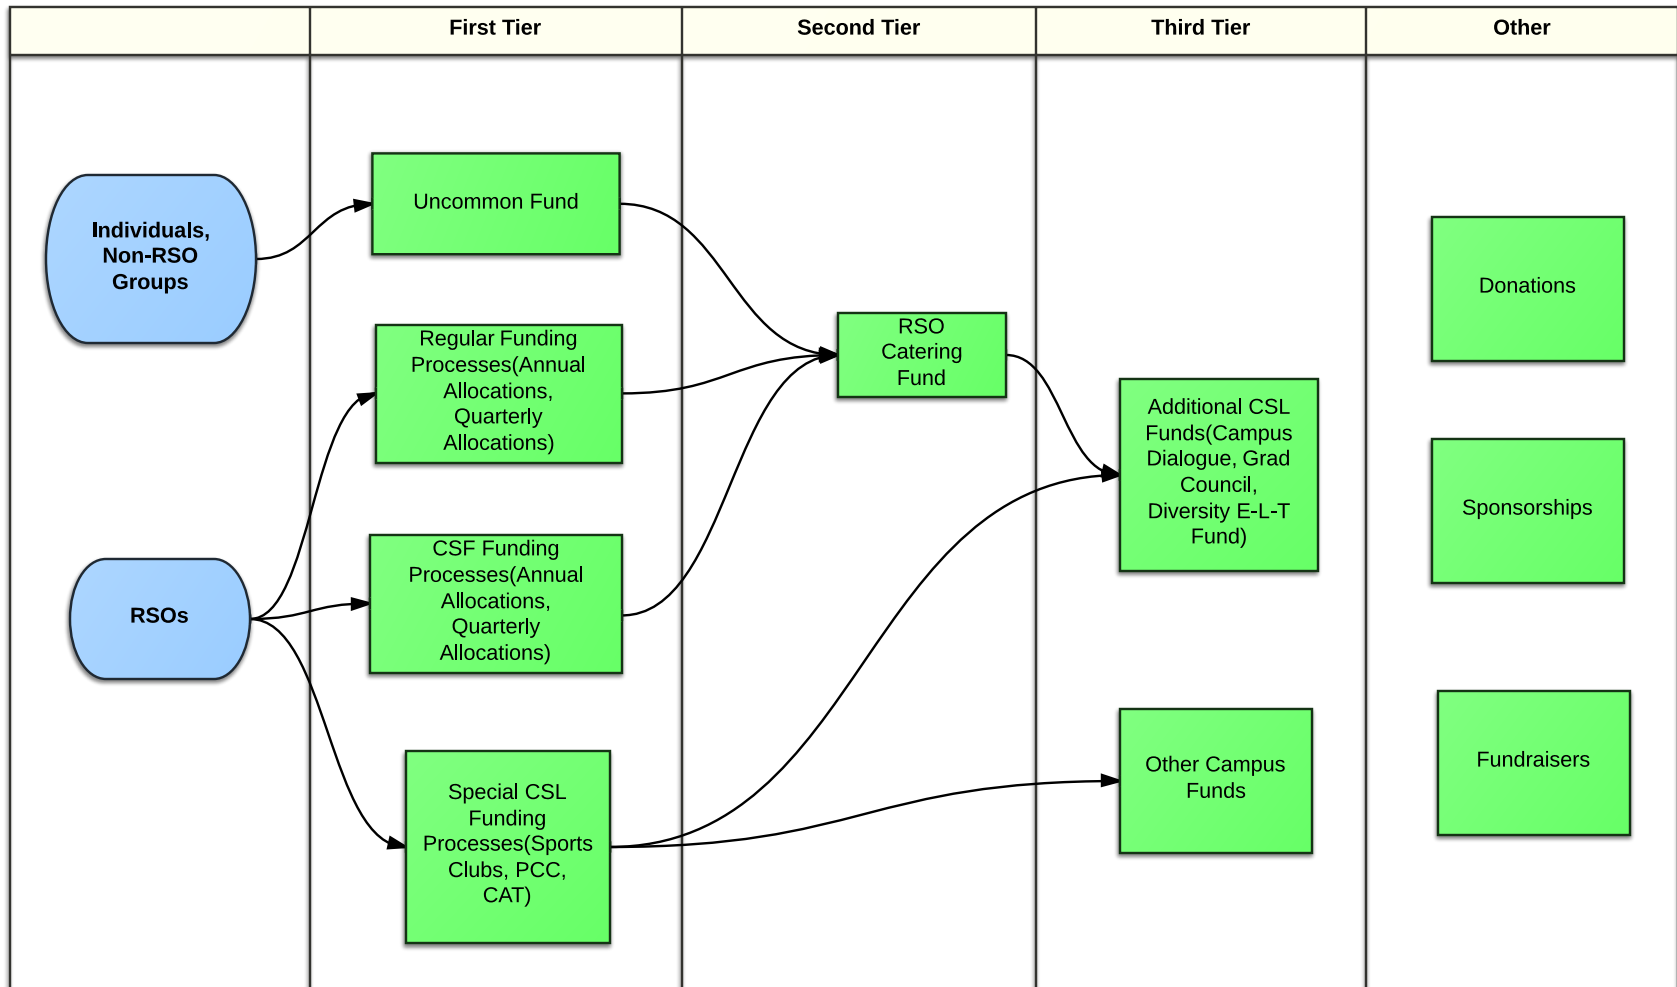 First Tier
Second Tier
Third Tier
Other
Individuals,
Non-RSO
Groups
RSOs
Uncommon Fund
Regular Funding
Processes(Annual
Allocations,
Quarterly
Allocations)
CSF Funding
Processes(Annual
Allocations,
Quarterly
Allocations)
Special CSL
Funding
Processes(Sports
Clubs, PCC,
CAT)
RSO
Catering
Fund
Additional CSL
Funds(Campus
Dialogue, Grad
Council,
Diversity E-L-T
Fund)
Other Campus
Funds
Donations
Sponsorships
Fundraisers